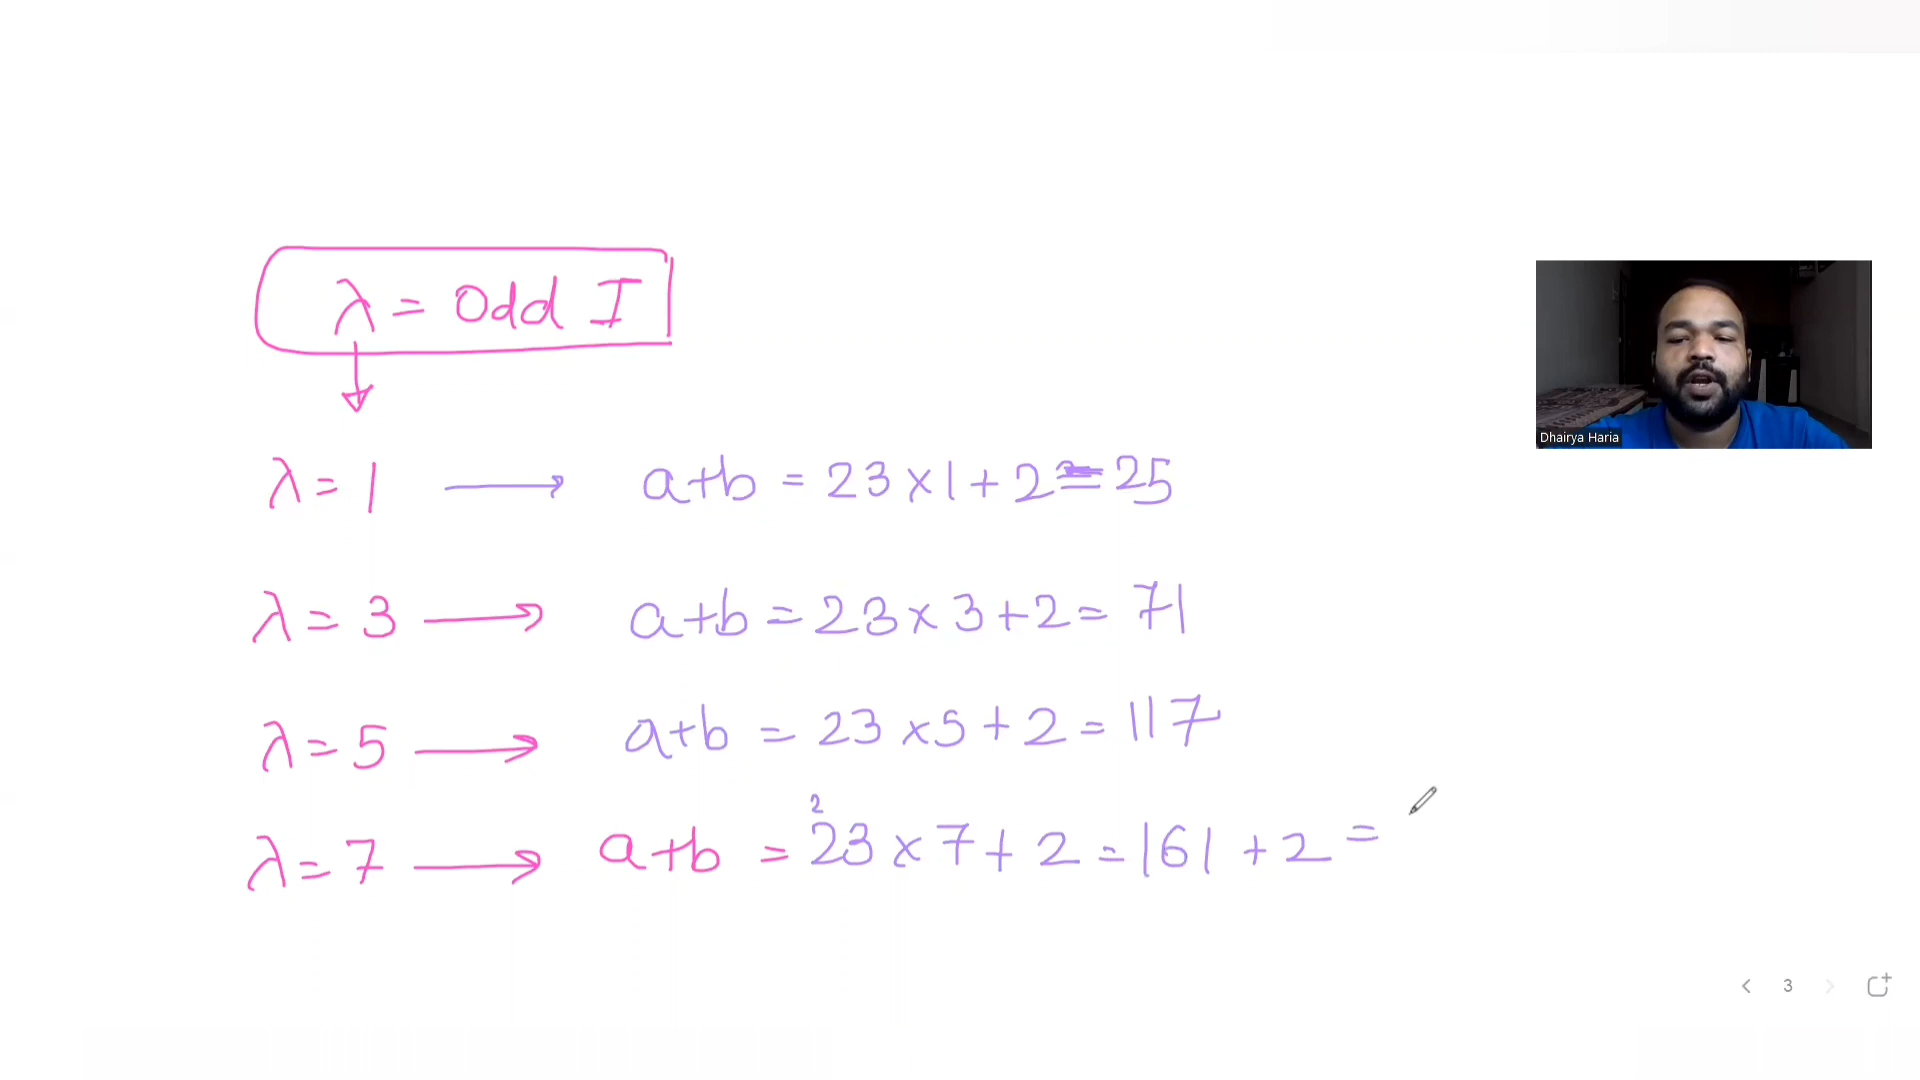 λ = Odd I
Dhairya Haria
λ = 1 → a+b = 23 × 1 + 2 = 25
λ = 3 → a+b = 23 × 3 + 2 = 71
λ = 5 → a+b = 23 × 5 + 2 = 117
2
λ = 7 → a+b = 23 × 7 + 2 = 161 + 2 =
3